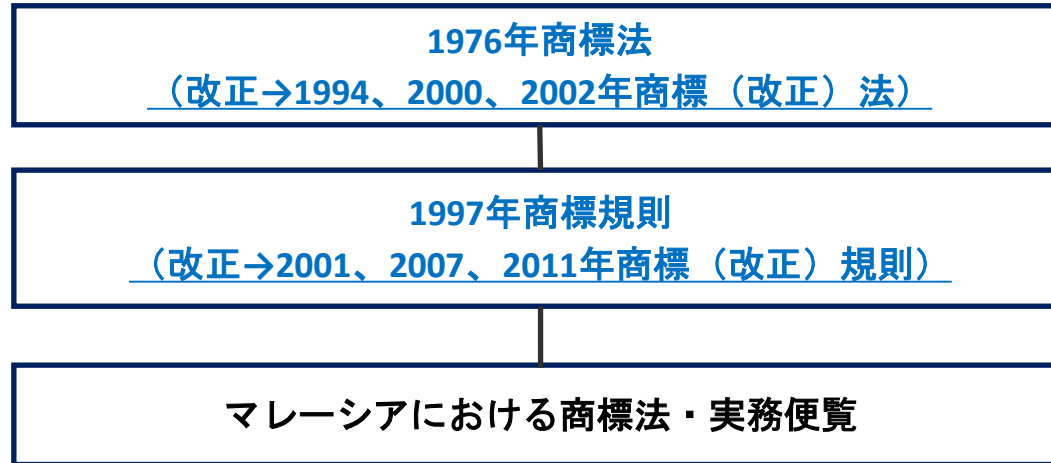 1976年商標法
（改正→1994、2000、2002年商標（改正）法）
1997年商標規則
（改正→2001、2007、2011年商標（改正）規則）
マレーシアにおける商標法・実務便覧